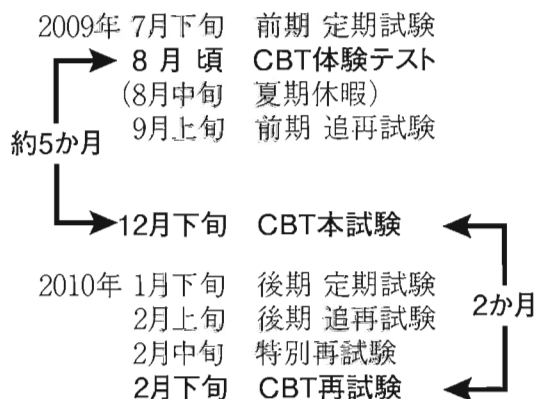 2009年 7月下旬 前期 定期試験
8月頃 CBT体験テスト
(8月中旬 夏期休暇)
9月上旬 前期 追再試験
約5か月
12月下旬 CBT本試験
2010年 1月下旬 後期 定期試験
2か月
2月上旬 後期 追再試験
2月中旬 特別再試験
2月下旬 CBT再試験